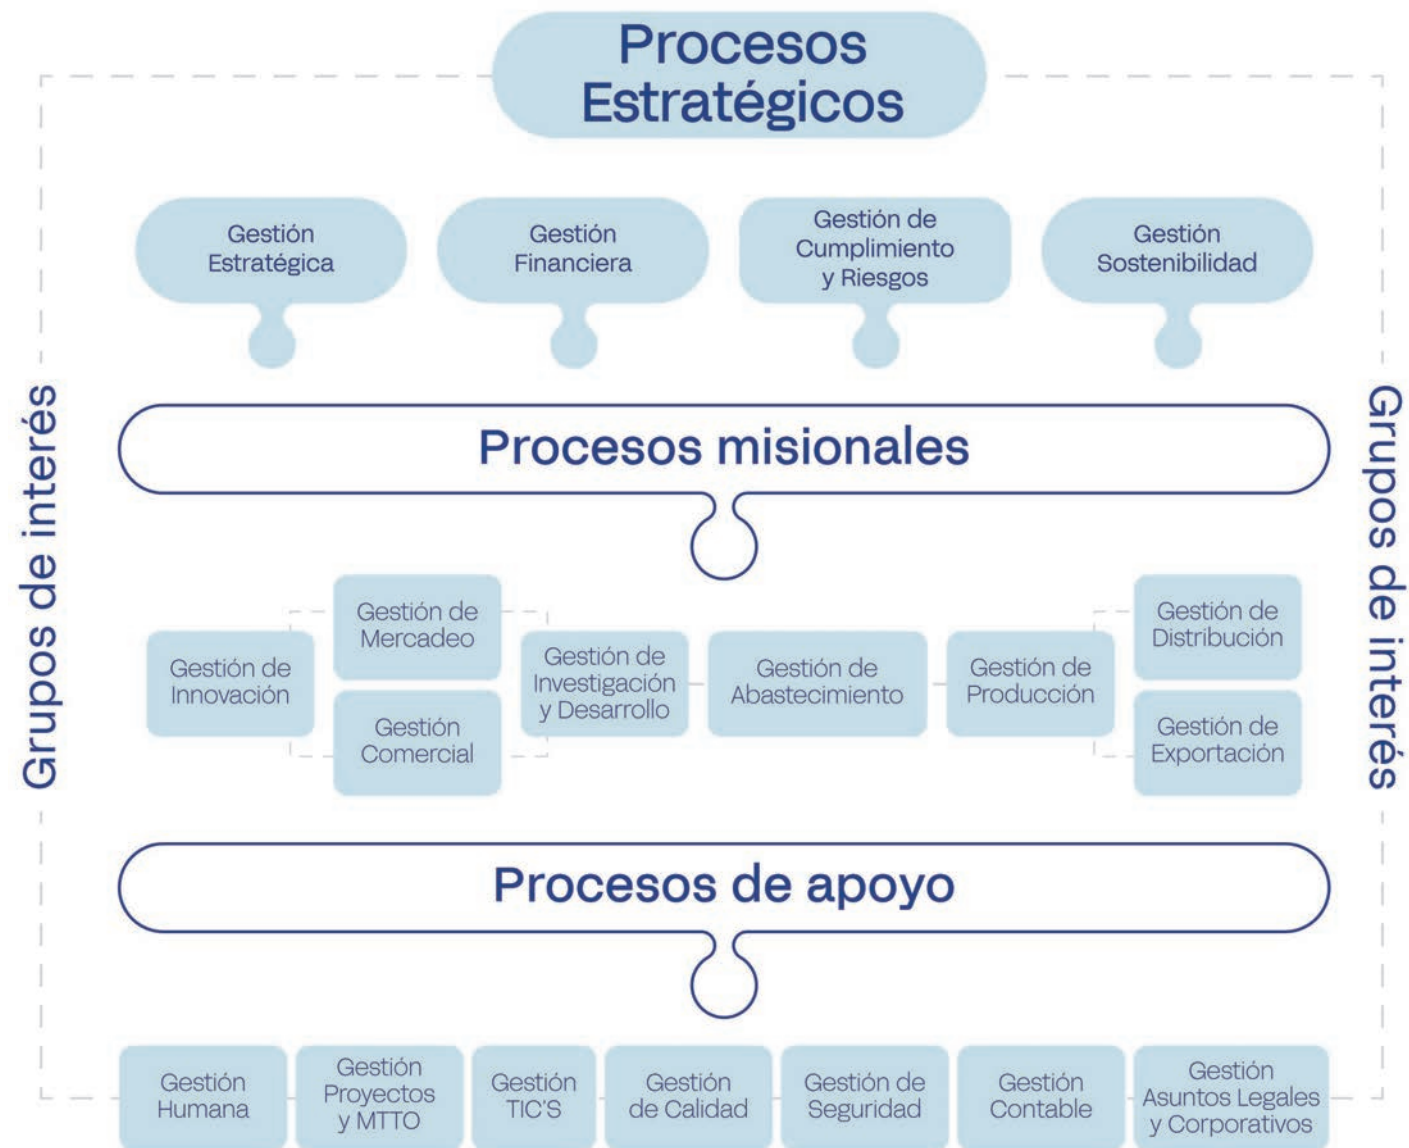 Procesos
Estratégicos
Gestión
Estratégica
Gestión
Financiera
Gestión de
Cumplimiento
y Riesgos
Gestión
Sostenibilidad
Grupos de interés
Grupos de interés
Procesos misionales
Gestión de
Innovación
Gestión de
Mercadeo
Gestión
Comercial
Gestión de
Investigación
y Desarrollo
Gestión de
Abastecimiento
Gestión de
Producción
Gestión de
Distribución
Gestión de
Exportación
Procesos de apoyo
Gestión
Humana
Gestión
Proyectos
y MTTO
Gestión
TIC'S
Gestión
de Calidad
Gestión de
Seguridad
Gestión
Contable
Gestión
Asuntos Legales
y Corporativos